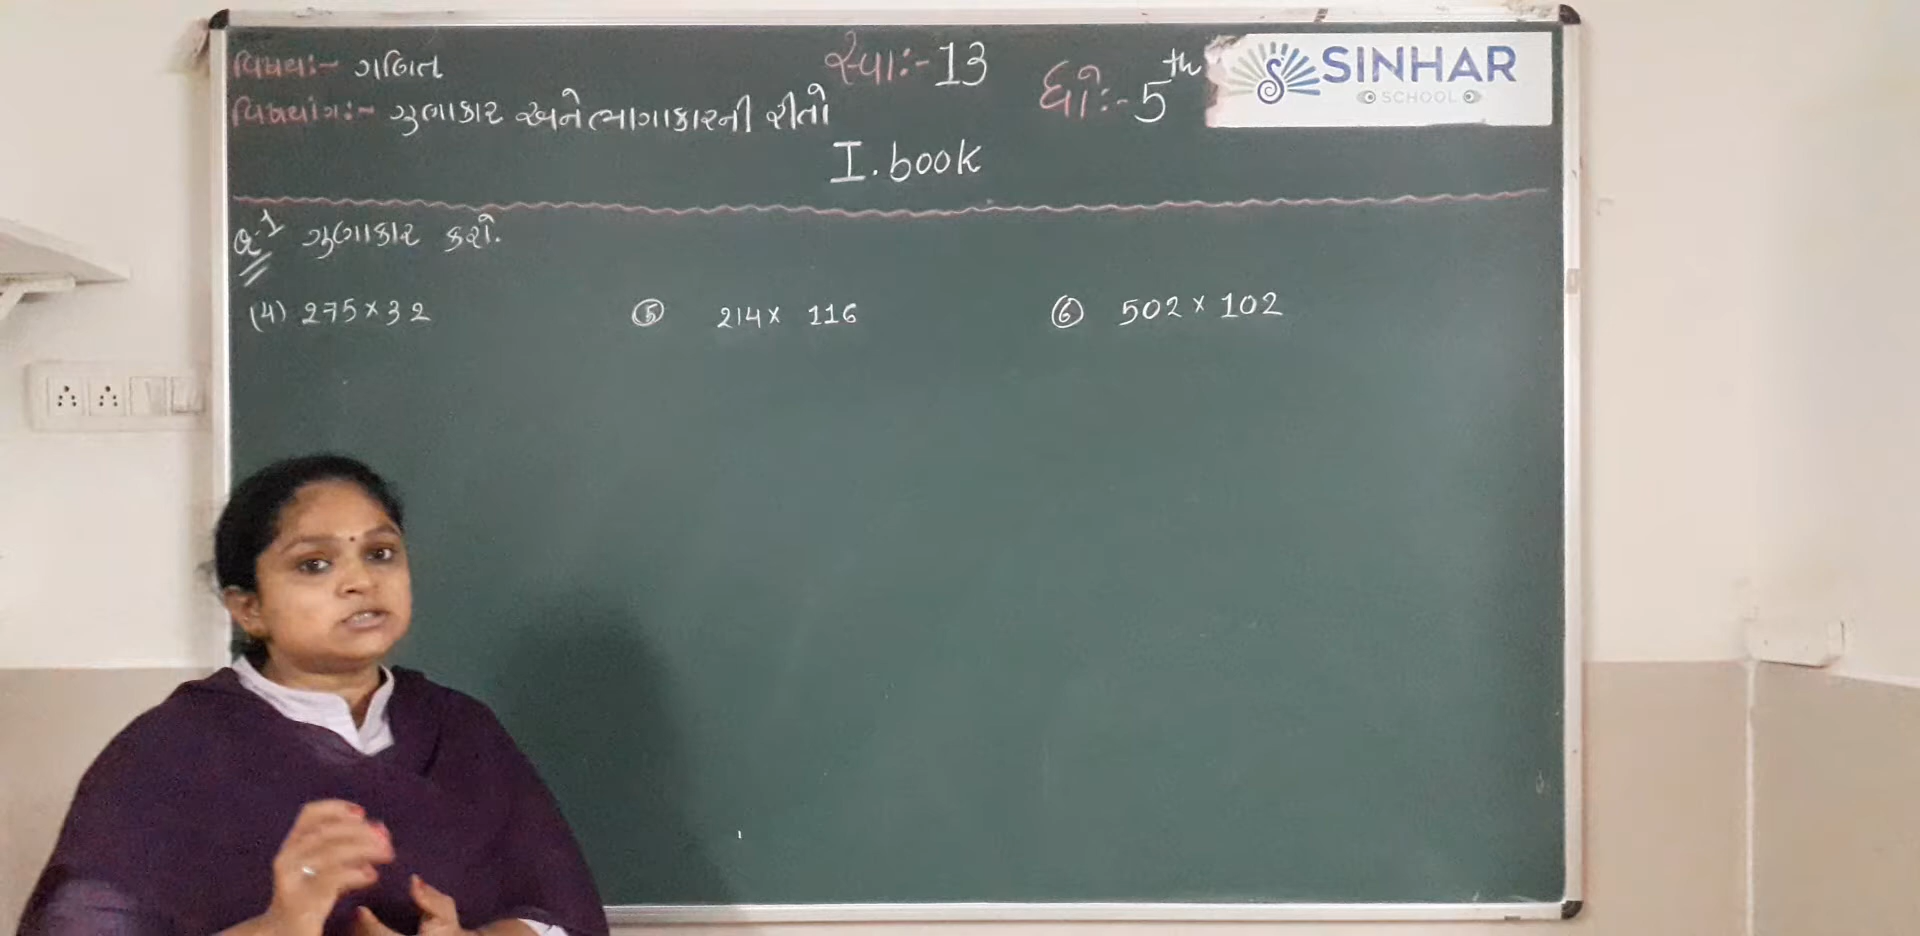 વિષય:- ગણિત
સ્વા:- 13
ધો:- 5th
SINHAR
SCHOOL
વિષયાંગ:- ગુણાકાર અને ભાગાકારની રીતો
I. book
Q-1 ગુણાકાર કરો.
(4) 275 × 32
⑤ 214 × 116
⑥ 502 × 102